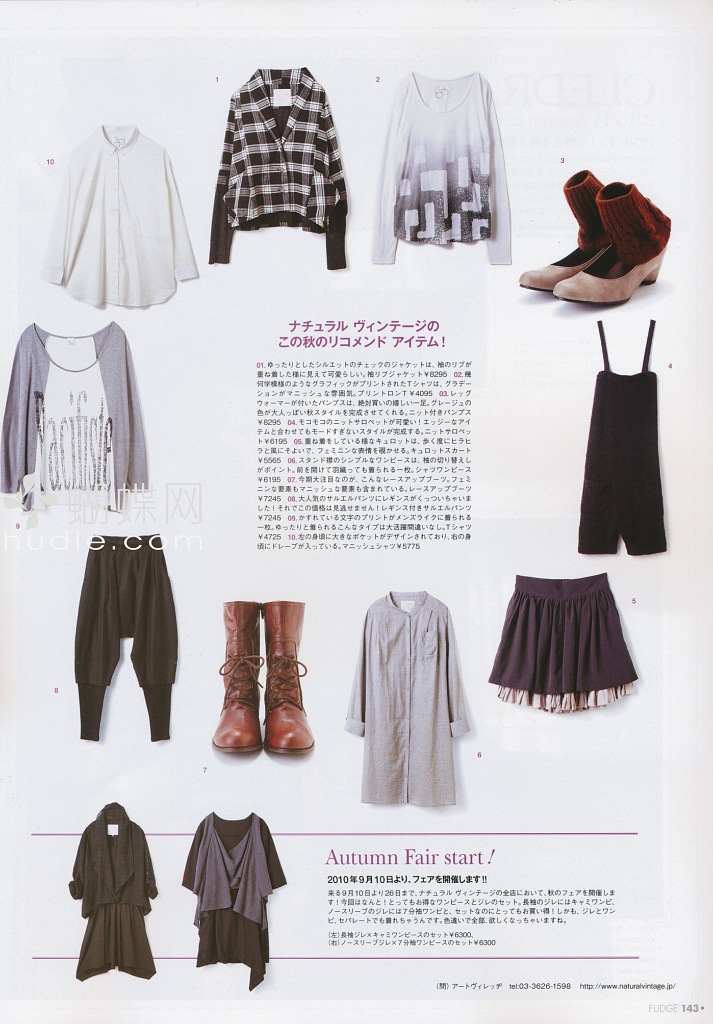 1
2
10
3
ナチュラル ヴィンテージの
この秋のリコメンド アイテム！
4
01. ゆったりとしたシルエットのチェックのジャケットは、袖のリブが
重ね着した様に見えて可愛らしい。袖リブジャケット￥8295 02. 幾
何学模様のようなグラフィックがプリントされたTシャツは、グラデー
ションがマニッシュな雰囲気。プリントロンT￥4095 03. レッグ
ウォーマーが付いたパンプスは、絶対買いの嬉しい一足。グレージュの
色が大人っぽい秋スタイルを完成させてくれる。ニット付きパンプス
￥8295 04. モコモコのニットサロペットが可愛い！エッジーなアイ
テムと合わせてもモードすぎないスタイルが完成する。ニットサロペッ
ト￥6195 05. 重ね着をしている様なキュロットは、歩く度にヒラヒ
ラと風にそよいで、フェミニンな表情を覗かせる。キュロットスカート
￥5565 06. スタンド襟のシンプルなワンピースは、袖の切り替えし
がポイント。前を開けて羽織っても着られる一枚。シャツワンピース
￥6195 07. 今期大注目なのが、こんなレースアップブーツ。フェミ
ニンな要素もマニッシュな要素も含まれている。レースアップブーツ
￥7245 08. 大人気のサルエルパンツにレギンスがくっついちゃいま
した！それでこの価格は見逃せません！レギンス付きサルエルパンツ
￥7245 09. かすれている文字のプリントがメンズライクに着られる
一枚。ゆったりと着られるこんなタイプは大活躍間違いなし。Tシャツ
￥4725 10. 左の身頃に大きなポケットがデザインされており、右の身
頃にドレープが入っている。マニッシュシャツ￥5775
9
蝴蝶网
hudie.com
5
8
7
6
Autumn Fair start!
2010年9月10日より、フェアを開催します!!
来る9月10日より26日まで、ナチュラル ヴィンテージの全店において、秋のフェアを開催しま
す！今回はなんと！とってもお得なワンピースとジレのセット。長袖のジレにはキャミワンピ、
ノースリーブのジレには7分袖ワンピと、セットなのにとってもお買い得！しかも、ジレとワン
ピ、セパレートでも着れちゃうんです。色違いで全部、欲しくなっちゃいますね。
（左）長袖ジレ×キャミワンピースのセット￥6300、
（右）ノースリーブジレ×7分袖ワンピースのセット￥6300
（問）アートヴィレッヂ tel:03-3626-1598 http://www.naturalvintage.jp/
FUDGE 143•